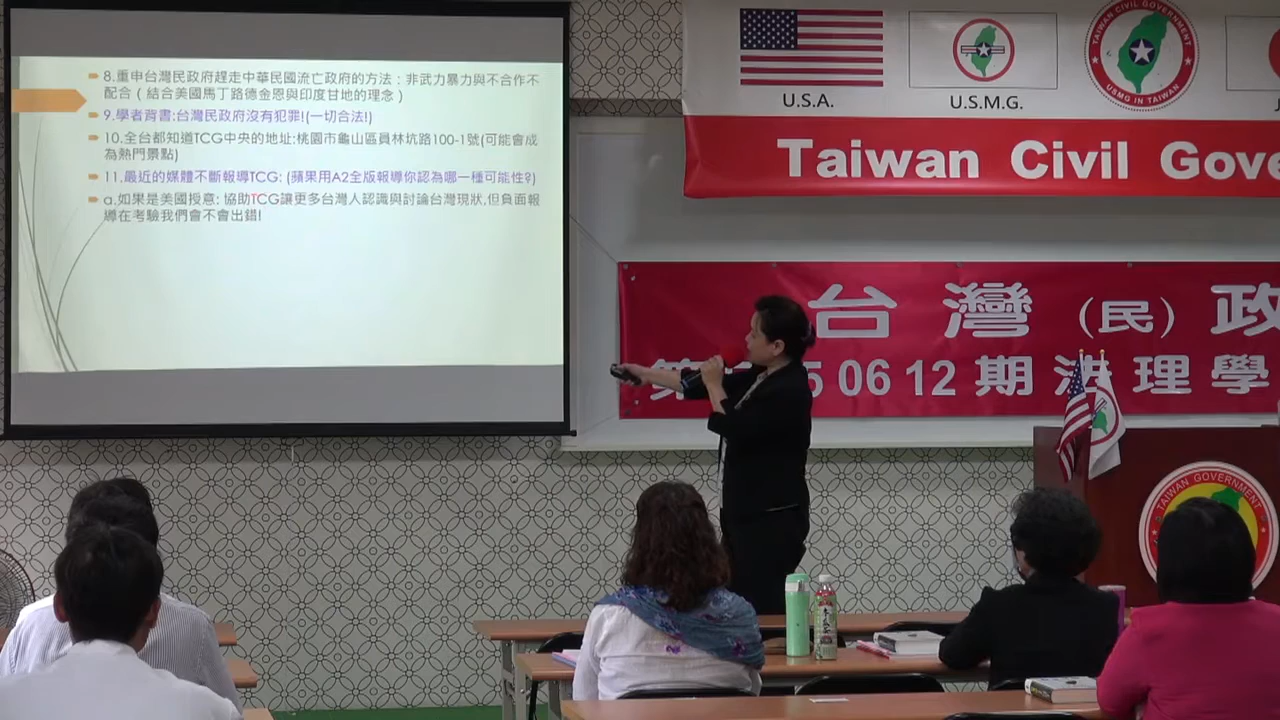 8.重申台灣民政府趕走中華民國流亡政府的方法：非武力暴力與不合作不
配合（結合美國馬丁路德金恩與印度甘地的理念）
9.學者背書:台灣民政府沒有犯罪!(一切合法!)
10.全台都知道TCG中央的地址:桃園市龜山區員林坑路100-1號(可能會成
為熱門景點)
11.最近的媒體不斷報導TCG: (蘋果用A2全版報導你認為哪一種可能性?)
a.如果是美國授意: 協助TCG讓更多台灣人認識與討論台灣現狀,但負面報
導在考驗我們會不會出錯!
U.S.A.
U.S.M.G.
TAIWAN CIVIL GOVERNMENT
USMG IN TAIWAN
Taiwan Civil Gove
台灣（民）政
第 5 06 12 期 法理學
TAIWAN GOVERNMENT